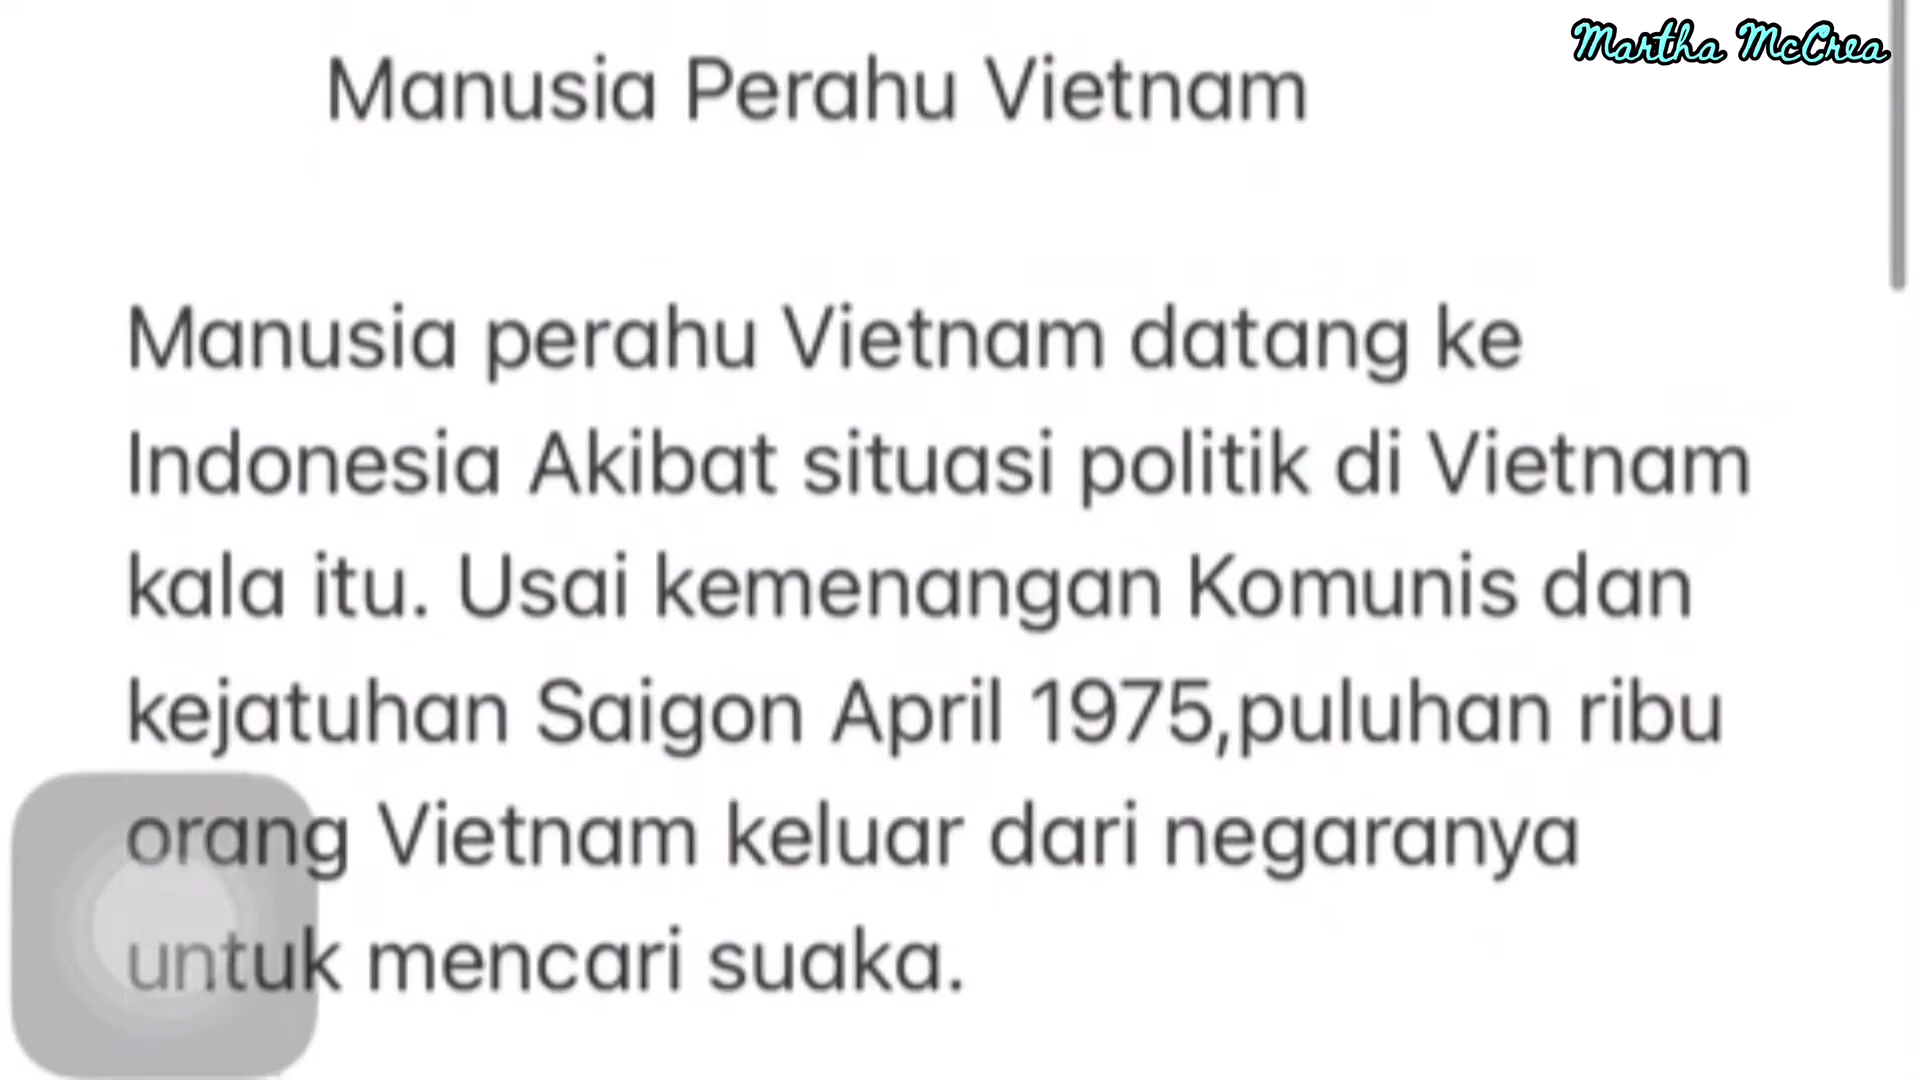 Martha McCrea
Manusia Perahu Vietnam
Manusia perahu Vietnam datang ke
Indonesia Akibat situasi politik di Vietnam
kala itu. Usai kemenangan Komunis dan
kejatuhan Saigon April 1975,puluhan ribu
orang Vietnam keluar dari negaranya
untuk mencari suaka.